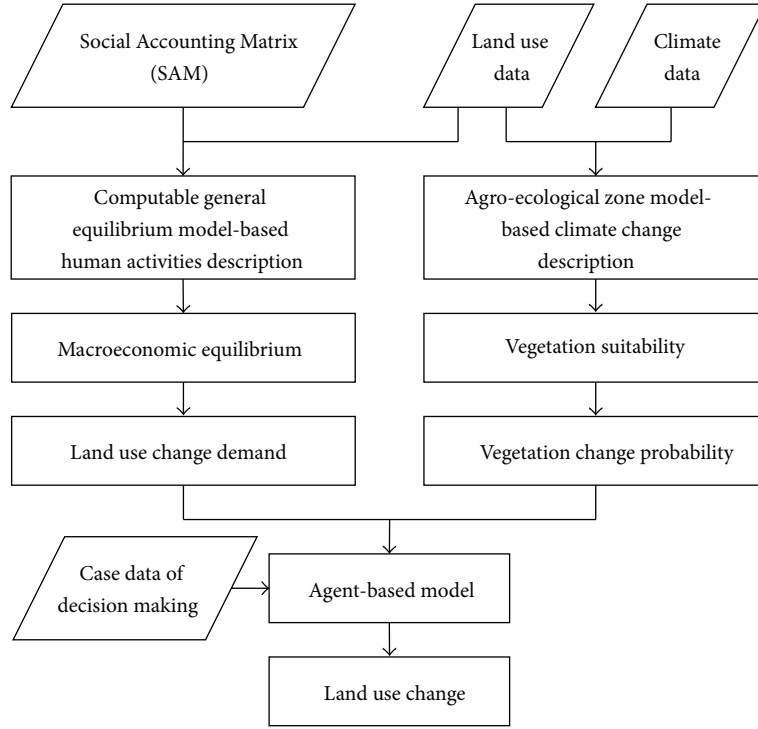 Social Accounting Matrix
(SAM)
Land use
data
Climate
data
Computable general
equilibrium model-based
human activities description
Agro-ecological zone model-
based climate change
description
Macroeconomic equilibrium
Vegetation suitability
Land use change demand
Vegetation change probability
Case data of
decision making
Agent-based model
Land use change